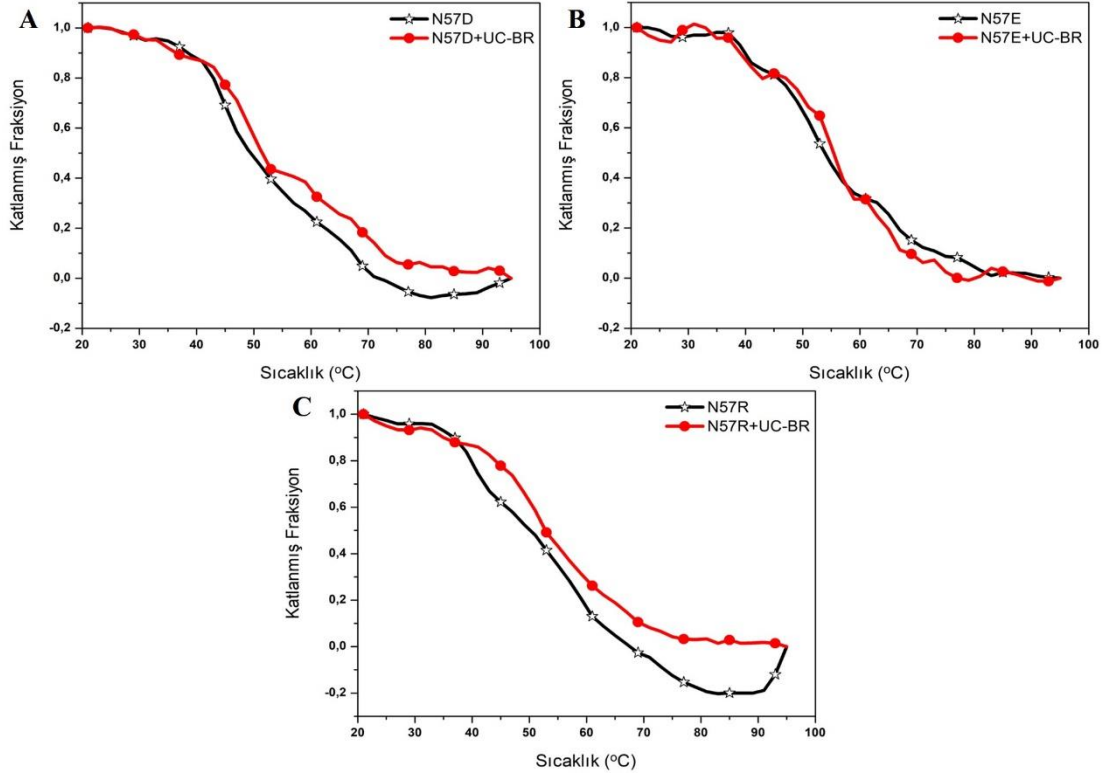 A
N57D
N57D+UC-BR
1,0
0,8
0,6
0,4
0,2
0,0
-0,2
Katlanmış Fraksiyon
20 30 40 50 60 70 80 90 100
Sıcaklık (oC)
B
N57E
N57E+UC-BR
1,0
0,8
0,6
0,4
0,2
0,0
-0,2
Katlanmış Fraksiyon
20 30 40 50 60 70 80 90 100
Sıcaklık (oC)
C
N57R
N57R+UC-BR
1,0
0,8
0,6
0,4
0,2
0,0
-0,2
Katlanmış Fraksiyon
20 30 40 50 60 70 80 90 100
Sıcaklık (oC)